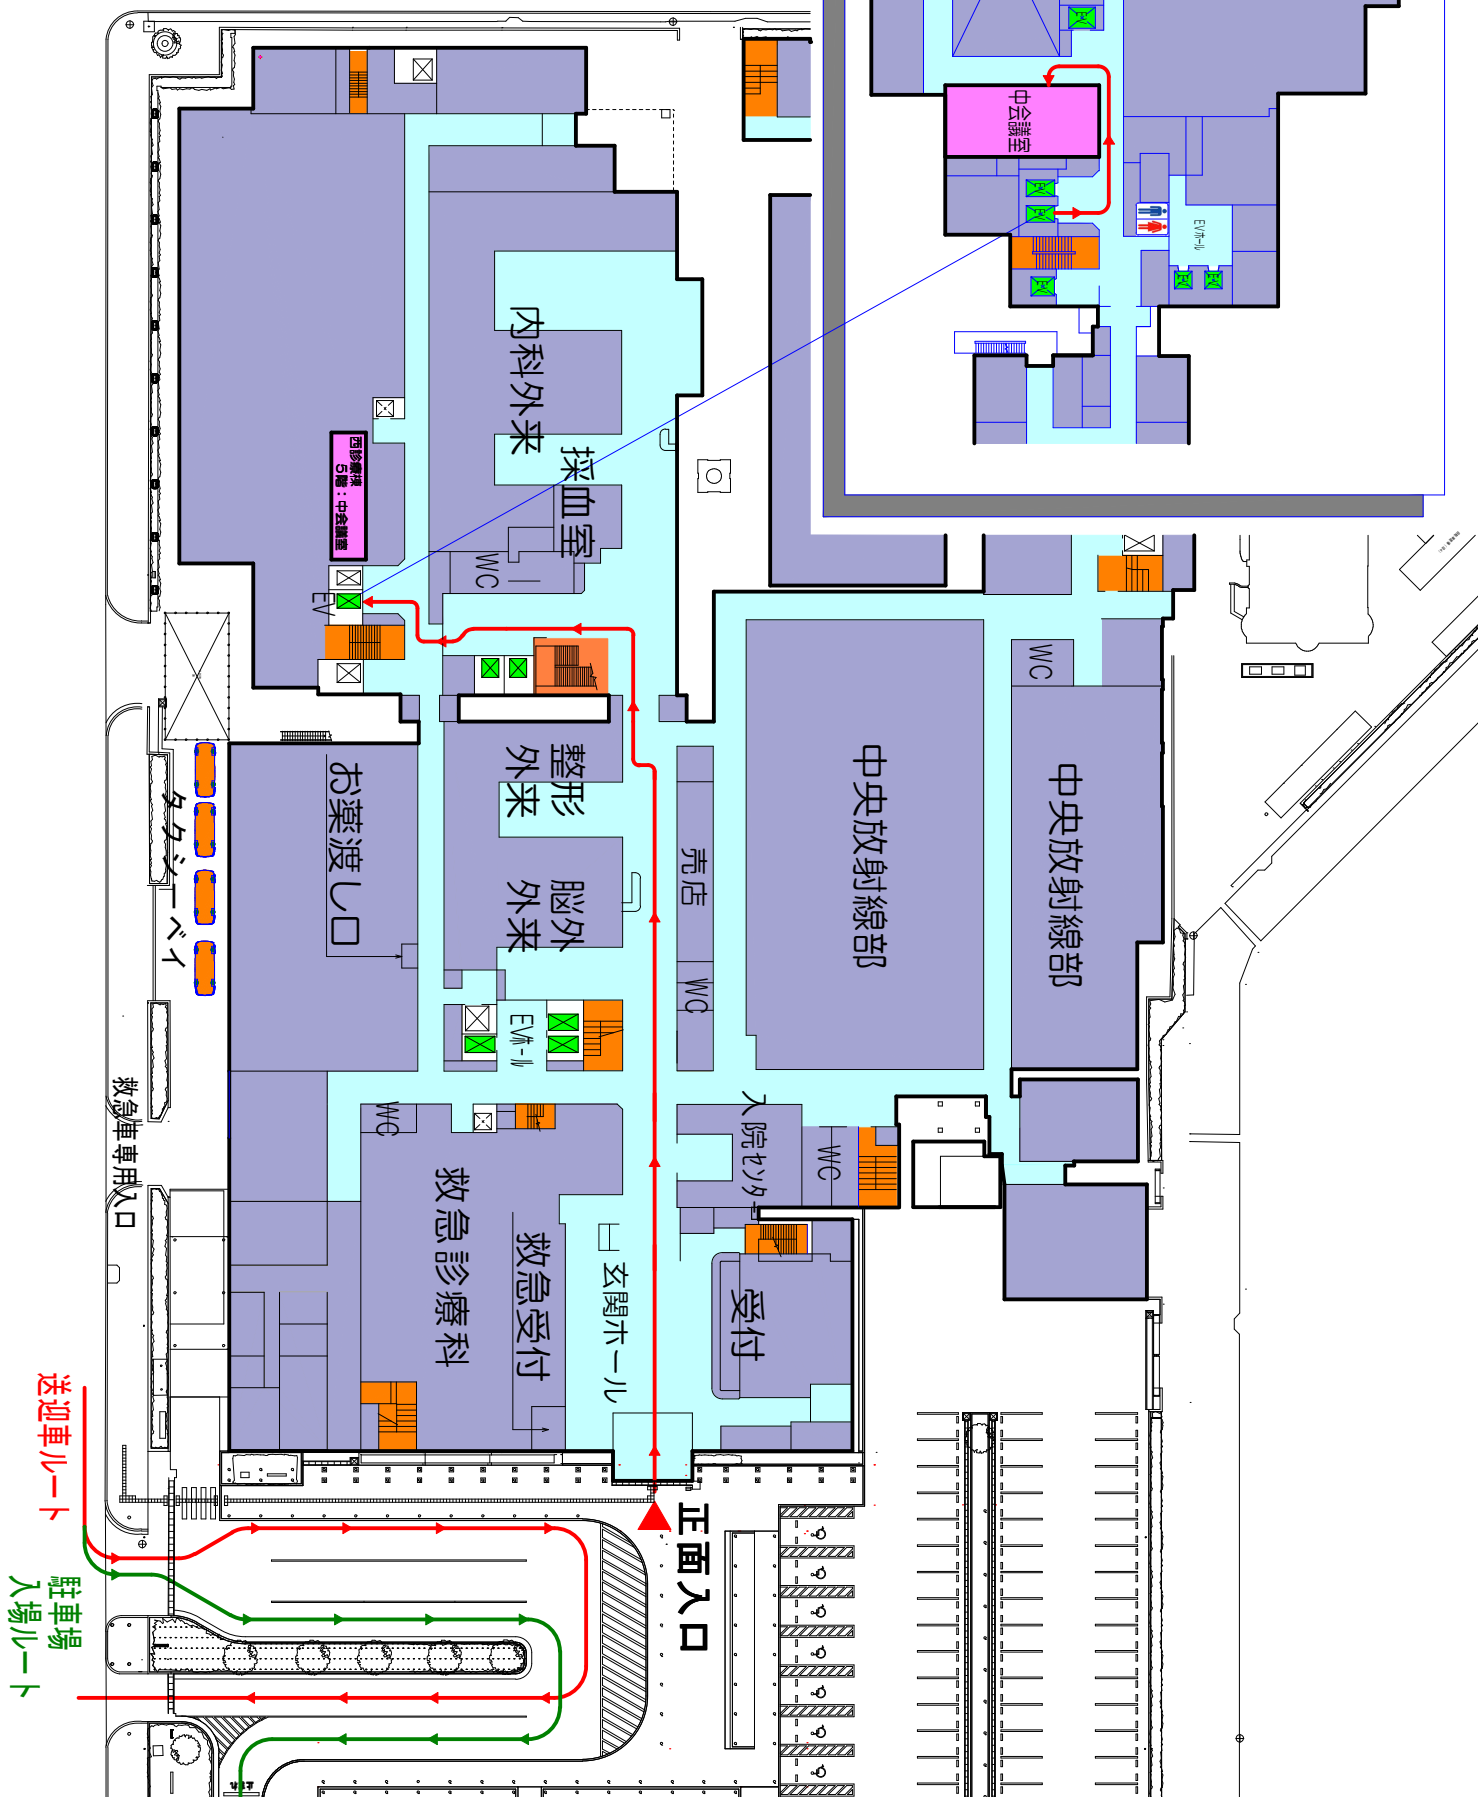 中会議室
EVホール
内科外来
採血室
西診療棟
5階：中会議室
WC
EV
WC
整形
外来
お薬渡し口
脳外
外来
売店
WC
中央放射線部
中央放射線部
タクシーベイ
EVホール
WC
入院センター
WC
救急車専用入口
救急診療科
救急受付
玄関ホール
受付
正面入口
送迎車ルート
駐車場
入場ルート